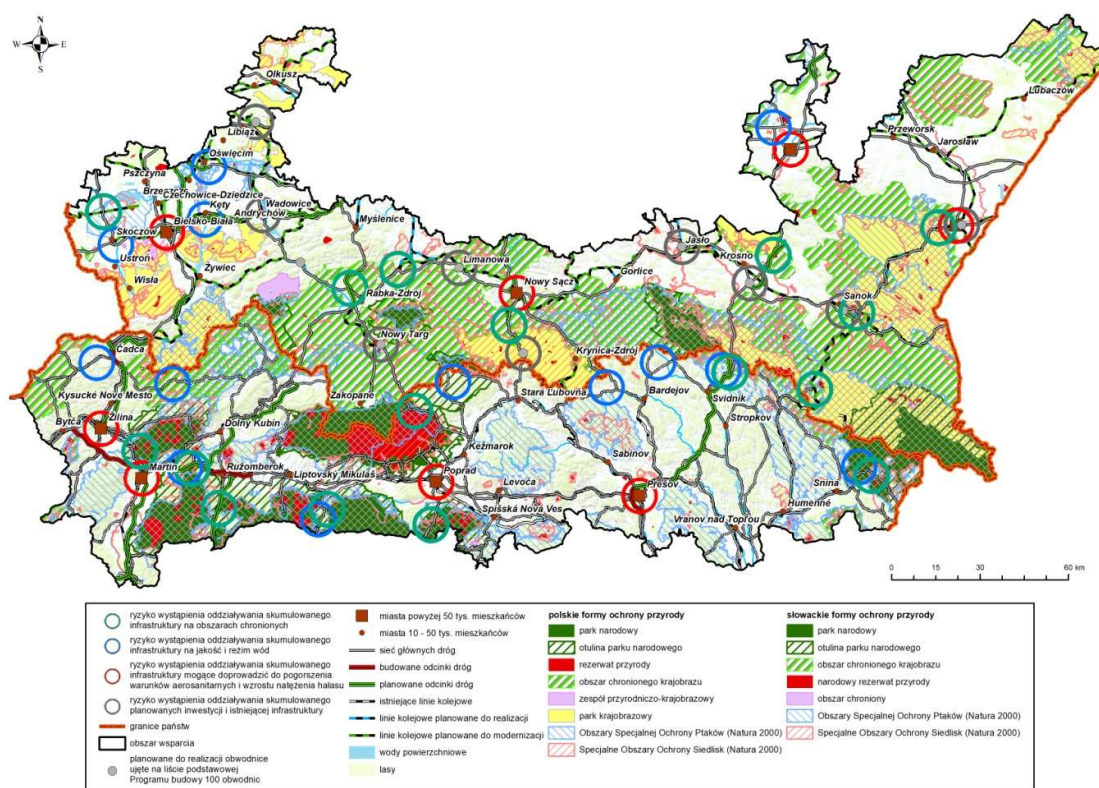 N
W E
S
Olkusz
Libiąż
Oświęcim
Pszczyna
Brzeszcze
Czechowice-Dziedzice
Kęty
Wadowice
Andrychów
Skoczów
Bielsko-Biała
Ustroń
Wisła
Żywiec
Myślenice
Limanowa
Rabka-Zdrój
Nowy Sącz
Nowy Targ
Gorlice
Jasło
Krosno
Sanok
Przeworsk
Jarosław
Lubaczów
Krynica-Zdrój
Zakopane
Čadca
Kysucké Nové Mesto
Bytča
Žilina
Dolný Kubín
Martin
Ružomberok
Liptovský Mikuláš
Poprad
Kežmarok
Stará Ľubovňa
Bardejov
Svidník
Stropkov
Sabinov
Levoča
Spišská Nová Ves
Prešov
Vranov nad Topľou
Humenné
Snina
0 15 30 60 km
ryzyko wystąpienia oddziaływania skumulowanego
infrastruktury na obszarach chronionych
ryzyko wystąpienia oddziaływania skumulowanego
infrastruktury na jakość i reżim wód
ryzyko wystąpienia oddziaływania skumulowanego
infrastruktury mogące doprowadzić do pogorszenia
warunków aerosanitarnych i wzrostu natężenia hałasu
ryzyko wystąpienia oddziaływania skumulowanego
planowanych inwestycji i istniejącej infrastruktury
granice państw
obszar wsparcia
planowane do realizacji obwodnice
ujęte na liście podstawowej
Programu budowy 100 obwodnic
miasta powyżej 50 tys. mieszkańców
miasta 10 - 50 tys. mieszkańców
sieć głównych dróg
budowane odcinki dróg
planowane odcinki dróg
istniejące linie kolejowe
linie kolejowe planowane do realizacji
linie kolejowe planowane do modernizacji
wody powierzchniowe
lasy
polskie formy ochrony przyrody
park narodowy
otulina parku narodowego
rezerwat przyrody
obszar chronionego krajobrazu
zespół przyrodniczo-krajobrazowy
park krajobrazowy
Obszary Specjalnej Ochrony Ptaków (Natura 2000)
Specjalne Obszary Ochrony Siedlisk (Natura 2000)
słowackie formy ochrony przyrody
park narodowy
otulina parku narodowego
obszar chronionego krajobrazu
narodowy rezerwat przyrody
obszar chroniony
Obszary Specjalnej Ochrony Ptaków (Natura 2000)
Specjalne Obszary Ochrony Siedlisk (Natura 2000)